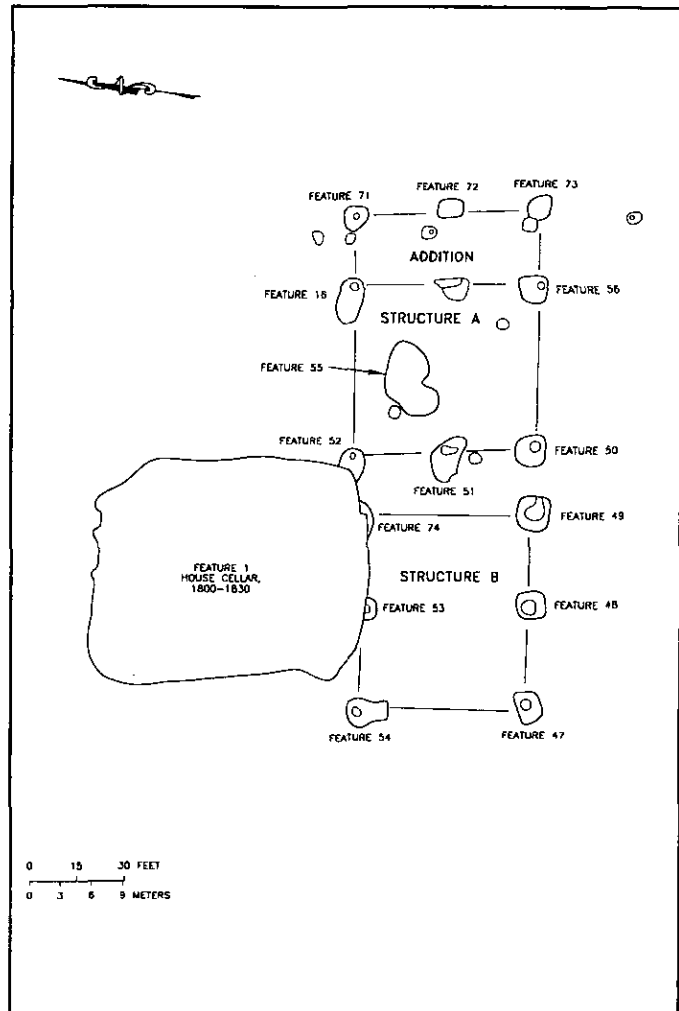 FEATURE 71
FEATURE 72
FEATURE 73
ADDITION
FEATURE 16
FEATURE 56
STRUCTURE A
FEATURE 55
FEATURE 52
FEATURE 50
FEATURE 51
FEATURE 49
FEATURE 74
FEATURE 1
HOUSE CELLAR,
1800-1830
STRUCTURE B
FEATURE 53
FEATURE 48
FEATURE 54
FEATURE 47
0 15 30 FEET
0 3 6 9 METERS